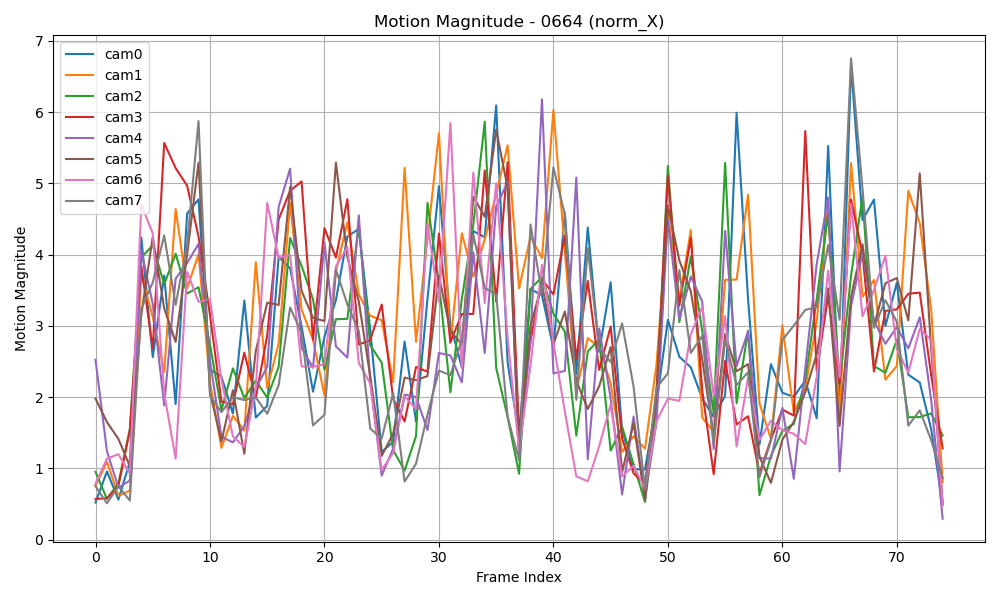 Motion Magnitude - 0664 (norm_X)
7
6
5
4
3
2
1
0
Motion Magnitude
cam0
cam1
cam2
cam3
cam4
cam5
cam6
cam7
0 10 20 30 40 50 60 70
Frame Index